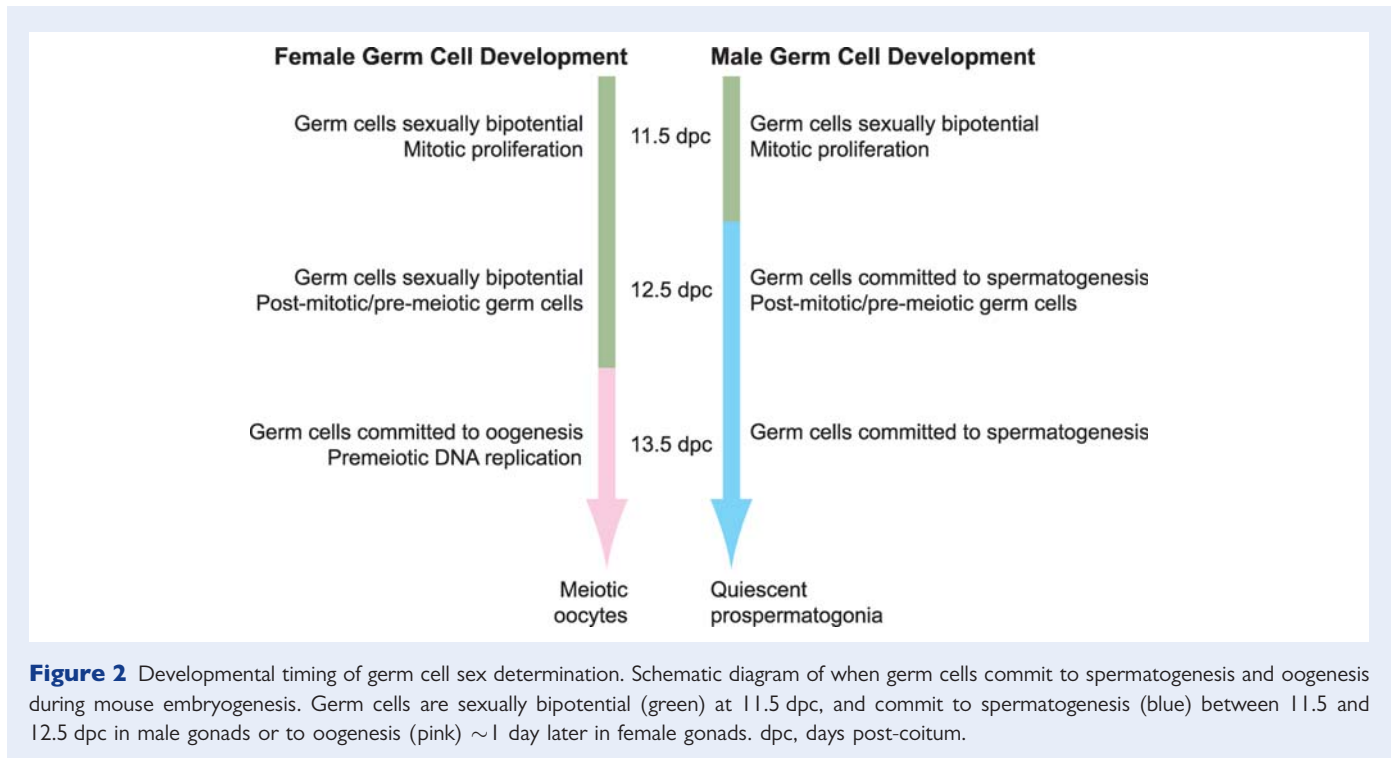 Female Germ Cell Development
Male Germ Cell Development
Germ cells sexually bipotential
Mitotic proliferation
11.5 dpc
Germ cells sexually bipotential
Mitotic proliferation
Germ cells sexually bipotential
Post-mitotic/pre-meiotic germ cells
12.5 dpc
Germ cells committed to spermatogenesis
Post-mitotic/pre-meiotic germ cells
Germ cells committed to oogenesis
Premeiotic DNA replication
13.5 dpc
Germ cells committed to spermatogenesis
Meiotic
oocytes
Quiescent
prospermatogonia
Figure 2 Developmental timing of germ cell sex determination. Schematic diagram of when germ cells commit to spermatogenesis and oogenesis
during mouse embryogenesis. Germ cells are sexually bipotential (green) at 11.5 dpc, and commit to spermatogenesis (blue) between 11.5 and
12.5 dpc in male gonads or to oogenesis (pink) ~1 day later in female gonads. dpc, days post-coitum.